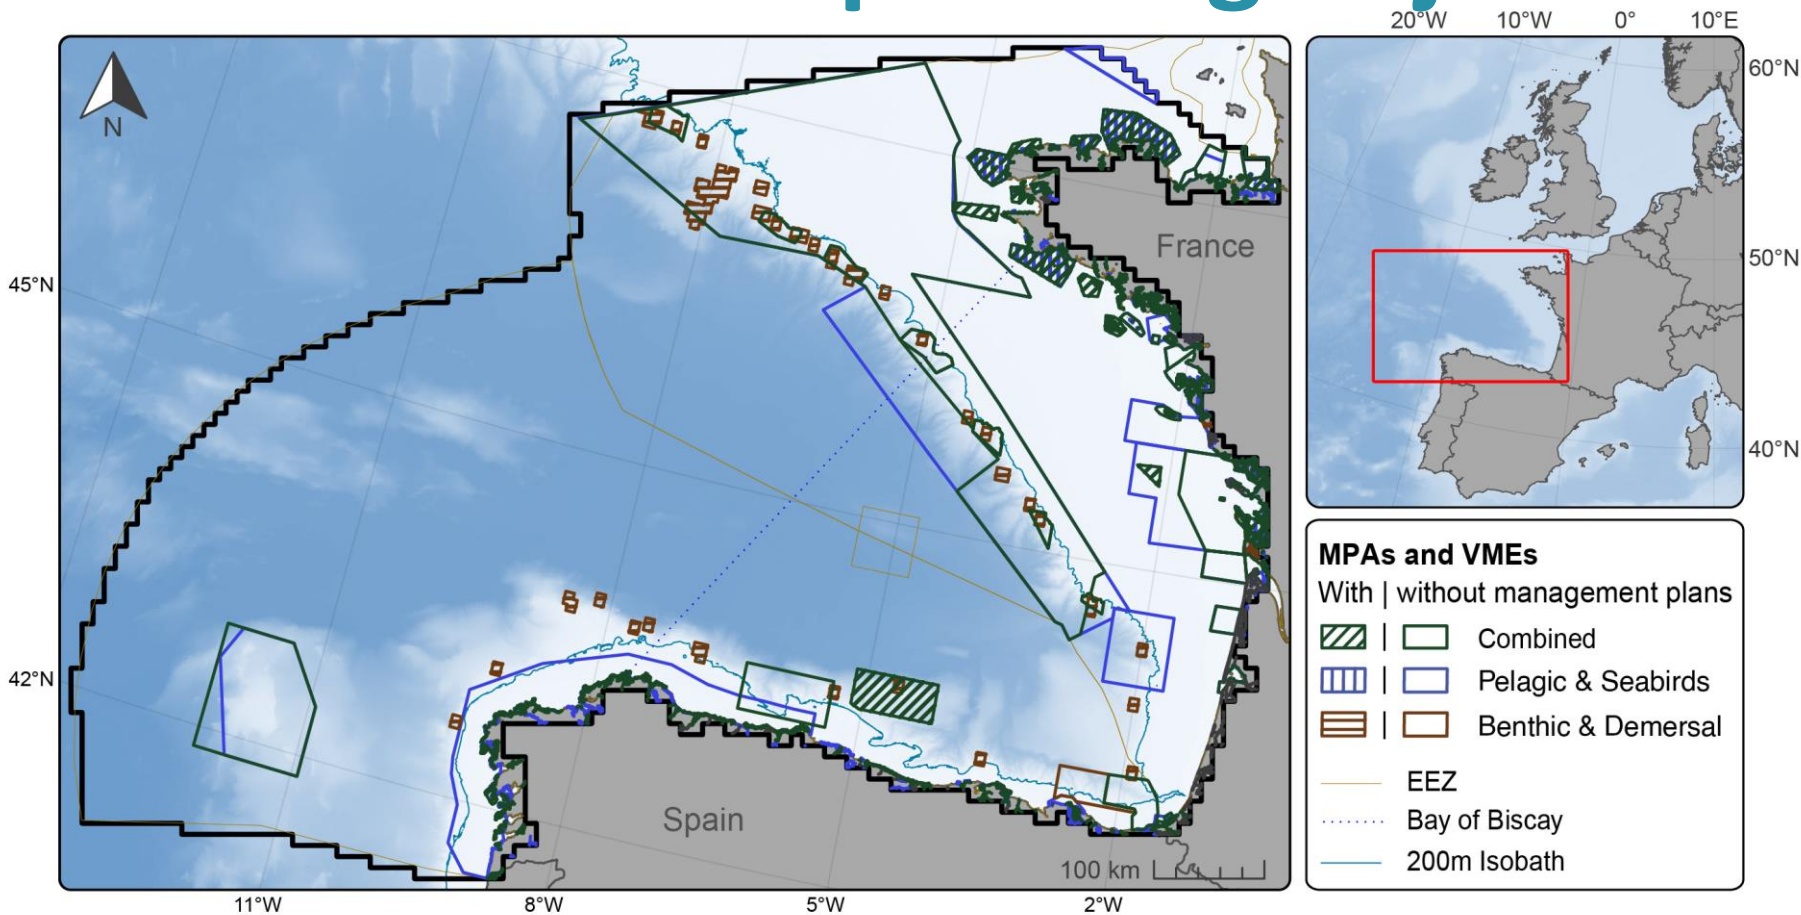 20°W 10°W 0° 10°E
N
60°N
50°N
40°N
45°N
42°N
France
Spain
100 km
11°W 8°W 5°W 2°W
MPAs and VMEs
With | without management plans
| Combined
| Pelagic & Seabirds
| Benthic & Demersal
EEZ
Bay of Biscay
200m Isobath